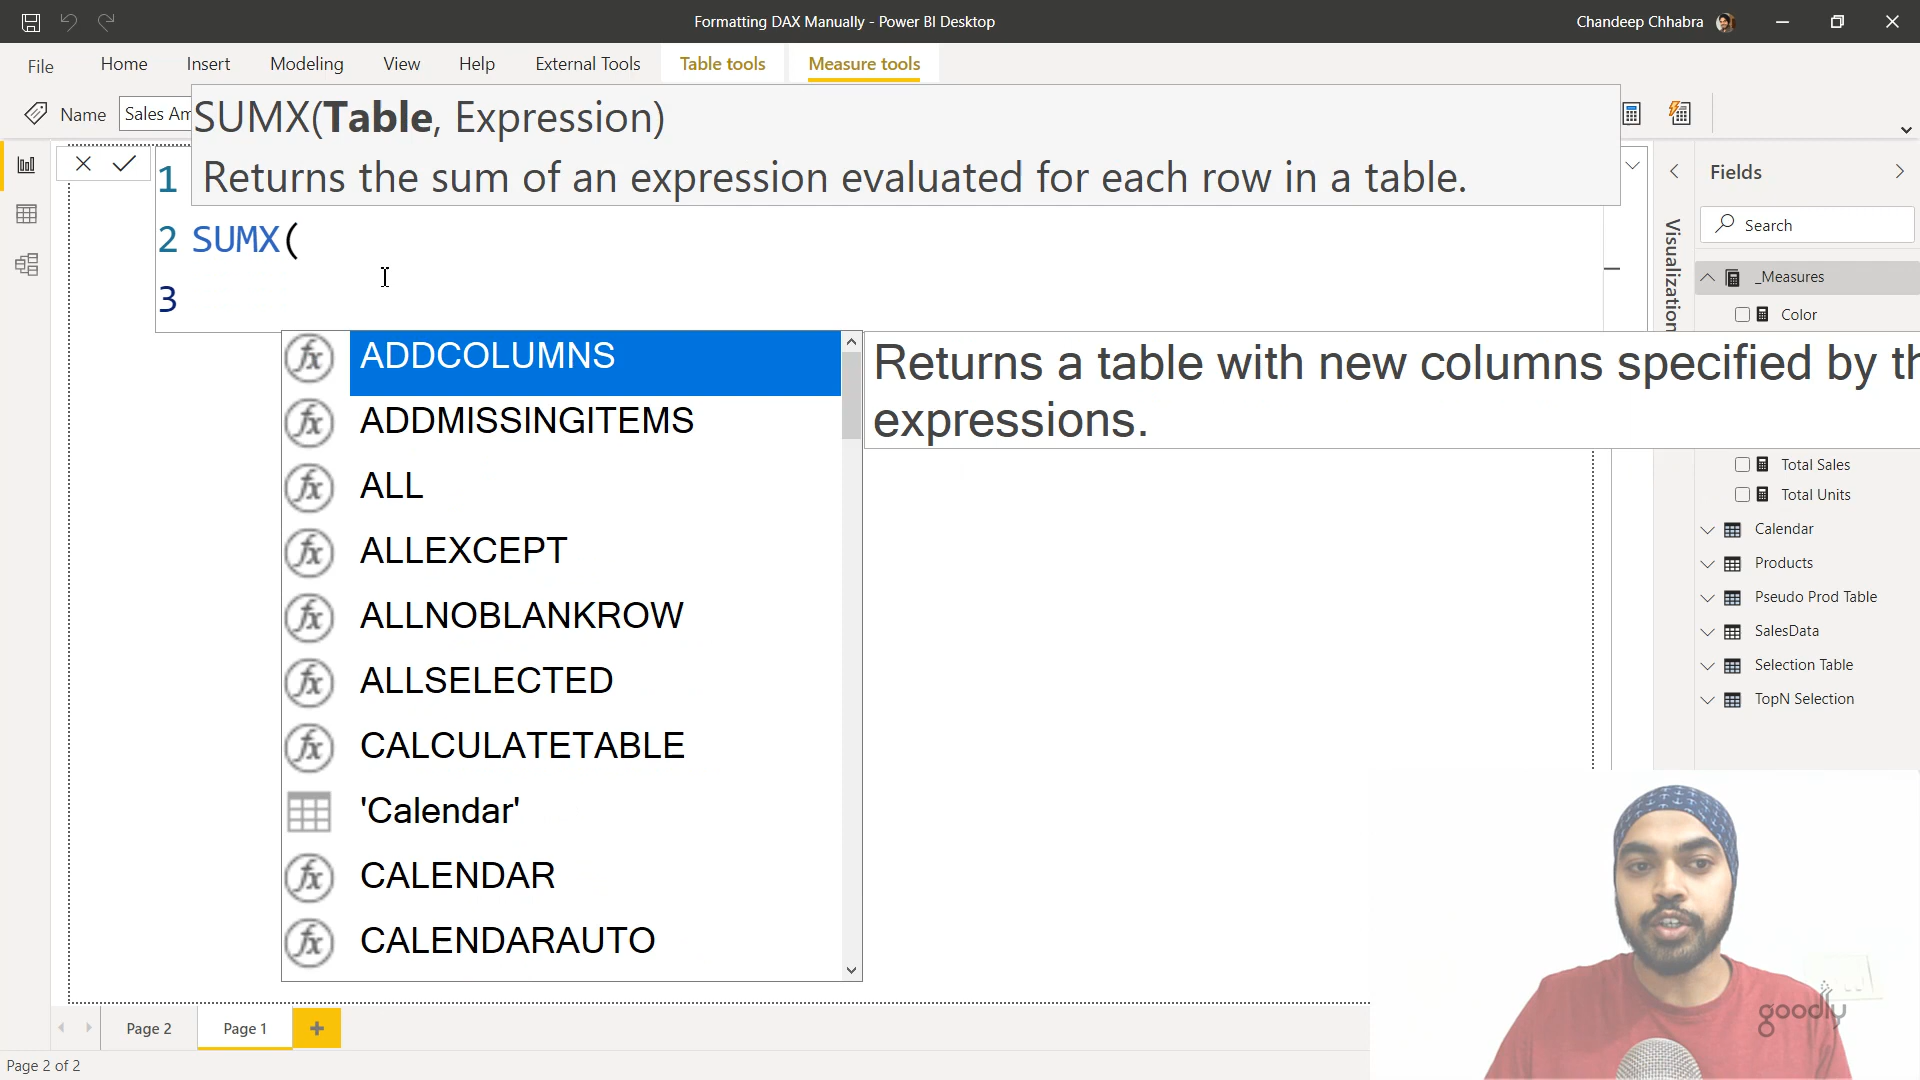 Formatting DAX Manually - Power BI Desktop
Chandeep Chhabra
File
Home
Insert
Modeling
View
Help
External Tools
Table tools
Measure tools
Name
Sales Am
SUMX(Table, Expression)
Returns the sum of an expression evaluated for each row in a table.
1
2 SUMX(
3
ADDCOLUMNS
ADDMISSINGITEMS
ALL
ALLEXCEPT
ALLNOBLANKROW
ALLSELECTED
CALCULATETABLE
'Calendar'
CALENDAR
CALENDARAUTO
Returns a table with new columns specified by th
expressions.
Visualization
Fields
Search
_Measures
Color
Total Sales
Total Units
Calendar
Products
Pseudo Prod Table
SalesData
Selection Table
TopN Selection
goodly
Page 2
Page 1
Page 2 of 2